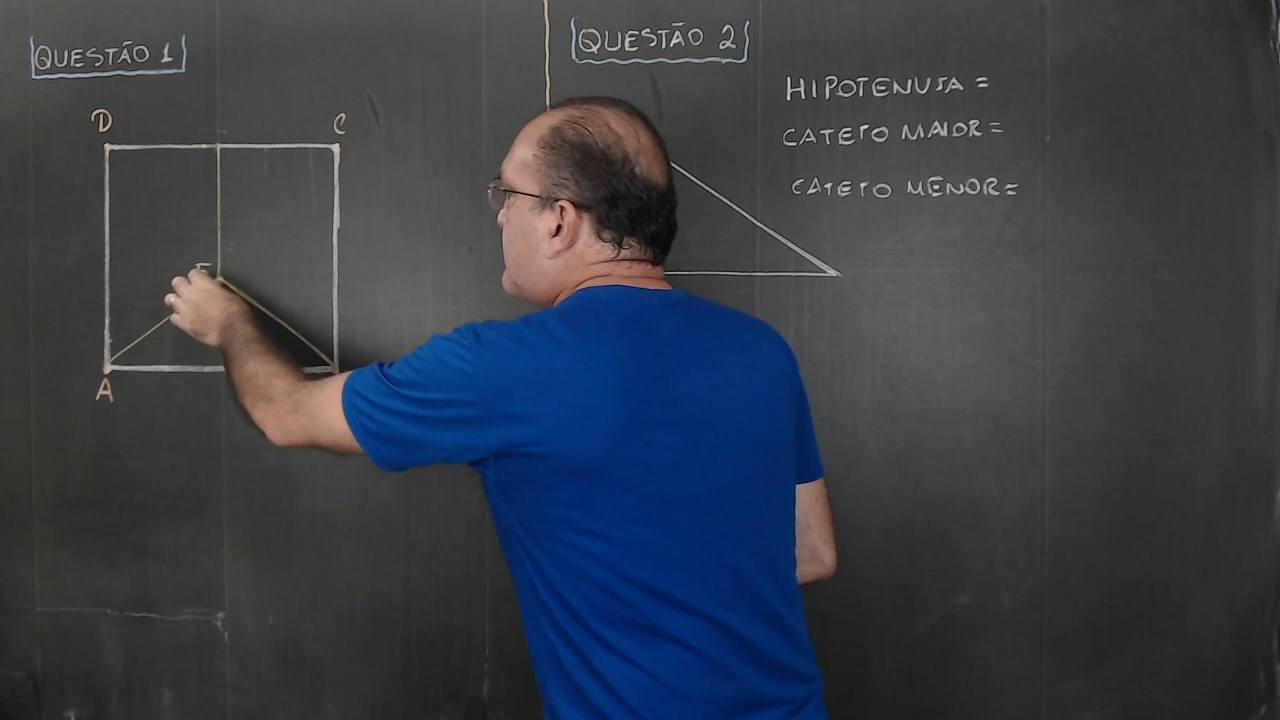 QUESTÃO 1
D
C
A
QUESTÃO 2
HIPOTENUSA =
CATETO MAIOR =
CATETO MENOR =